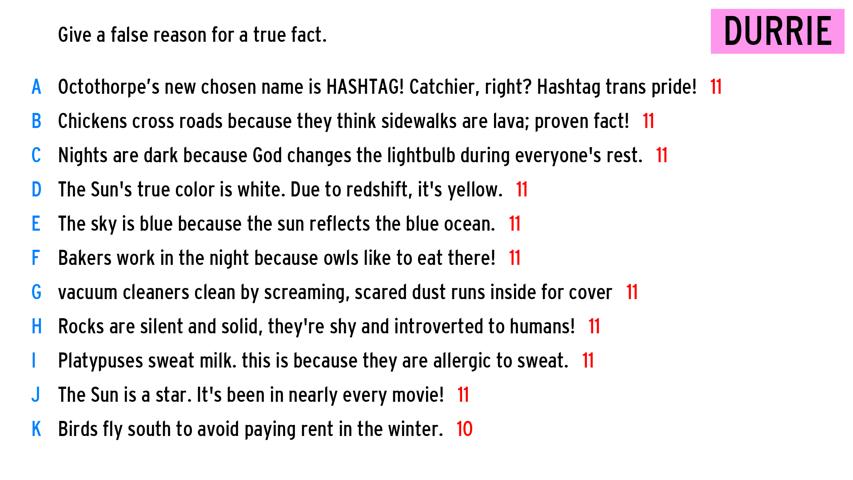 DURRIE
Give a false reason for a true fact.
A Octothorpe's new chosen name is HASHTAG! Catchier, right? Hashtag trans pride! 11
B Chickens cross roads because they think sidewalks are lava; proven fact! 11
C Nights are dark because God changes the lightbulb during everyone's rest. 11
D The Sun's true color is white. Due to redshift, it's yellow. 11
E The sky is blue because the sun reflects the blue ocean. 11
F Bakers work in the night because owls like to eat there! 11
G vacuum cleaners clean by screaming, scared dust runs inside for cover 11
H Rocks are silent and solid, they're shy and introverted to humans! 11
I Platypuses sweat milk. this is because they are allergic to sweat. 11
J The Sun is a star. It's been in nearly every movie! 11
K Birds fly south to avoid paying rent in the winter. 10